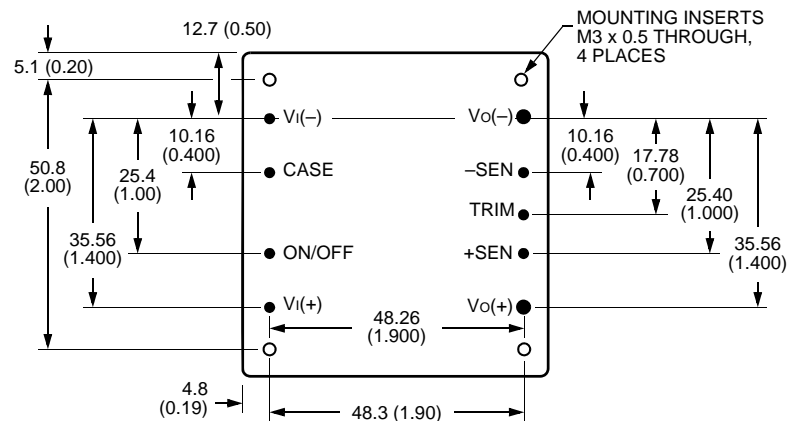 12.7 (0.50)
MOUNTING INSERTS
M3 x 0.5 THROUGH,
4 PLACES
5.1 (0.20)
VI(–)
VO(–)
10.16
(0.400)
10.16
(0.400)
17.78
(0.700)
50.8
(2.00)
25.4
(1.00)
CASE
–SEN
25.40
(1.000)
TRIM
35.56
(1.400)
35.56
(1.400)
ON/OFF
+SEN
VI(+)
VO(+)
48.26
(1.900)
4.8
(0.19)
48.3 (1.90)